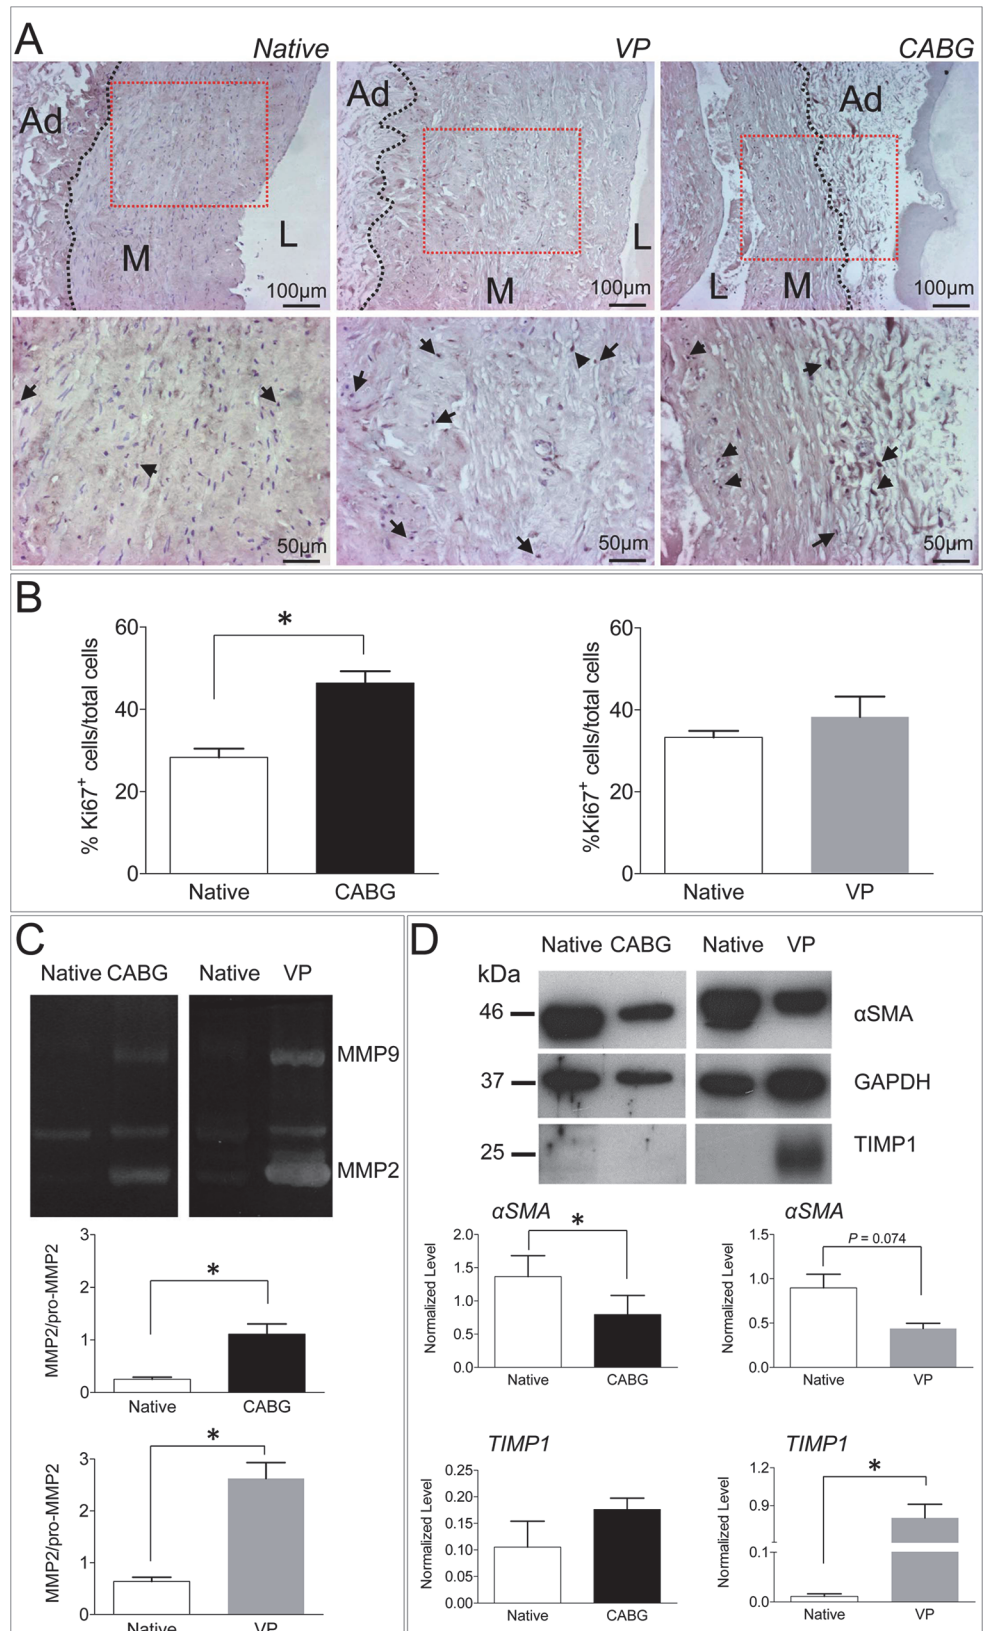 A
Native
VP
CABG
Ad
M
L
100µm
Ad
M
L
100µm
Ad
L
M
100µm
50µm
50µm
50µm
B
% Ki67+ cells/total cells
60
40
20
0
*
Native
CABG
%Ki67+ cells/total cells
60
40
20
0
Native
VP
C
Native CABG
Native VP
MMP9
MMP2
MMP2/pro-MMP2
3
2
1
0
*
Native
CABG
MMP2/pro-MMP2
3
2
1
0
*
Native
VP
D
Native CABG
Native VP
kDa
46
αSMA
37
GAPDH
25
TIMP1
αSMA
Normalized Level
2.0
1.5
1.0
0.5
0.0
*
Native
CABG
αSMA
Normalized Level
1.5
1.0
0.5
0.0
P = 0.074
Native
VP
TIMP1
Normalized Level
0.25
0.20
0.15
0.10
0.05
0.00
Native
CABG
TIMP1
Normalized Level
1.2
0.9
0.1
0.0
*
Native
VP